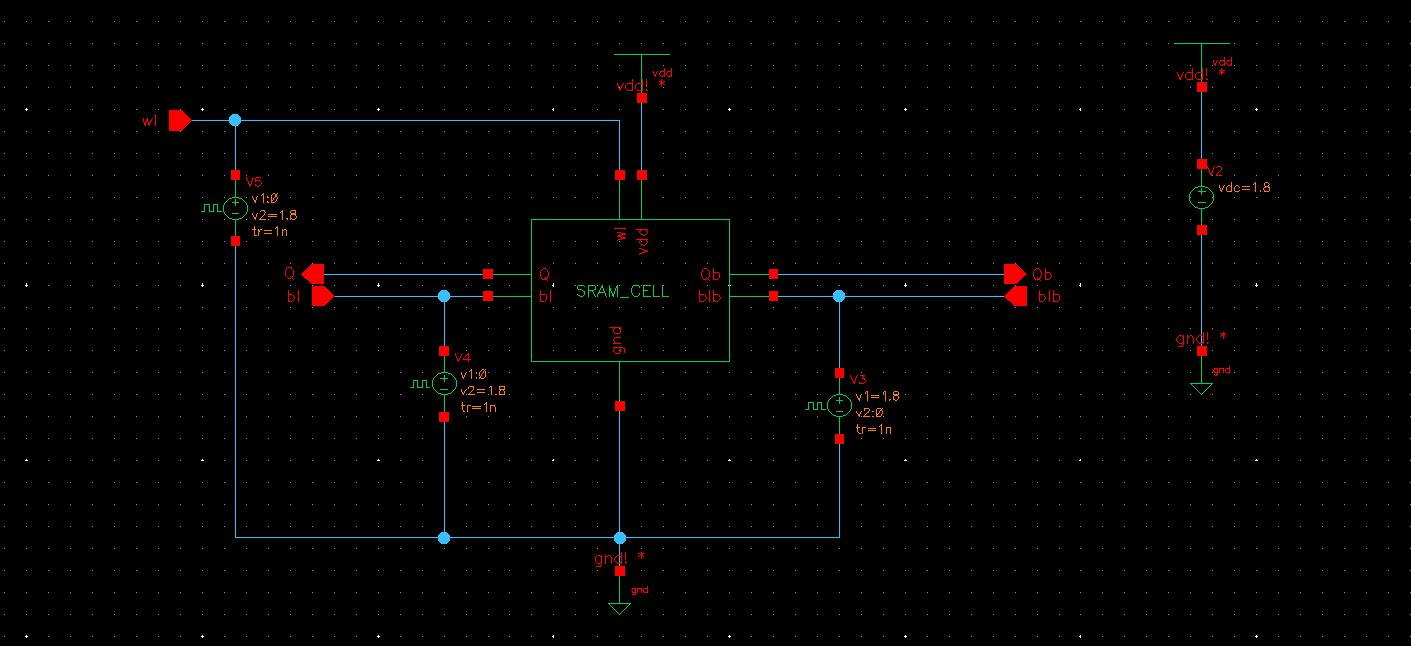 vdd
vdd! *
vdd
vdd! *
wl
V5
v1:0
v2=1.8
tr=1n
V2
vdc=1.8
wl
vdd
Q
Q
Qb
Qb
bl
bl
SRAM_CELL
blb
blb
gnd
gnd! *
gnd
V4
v1:0
v2=1.8
tr=1n
V3
v1=1.8
v2:0
tr=1n
gnd! *
gnd